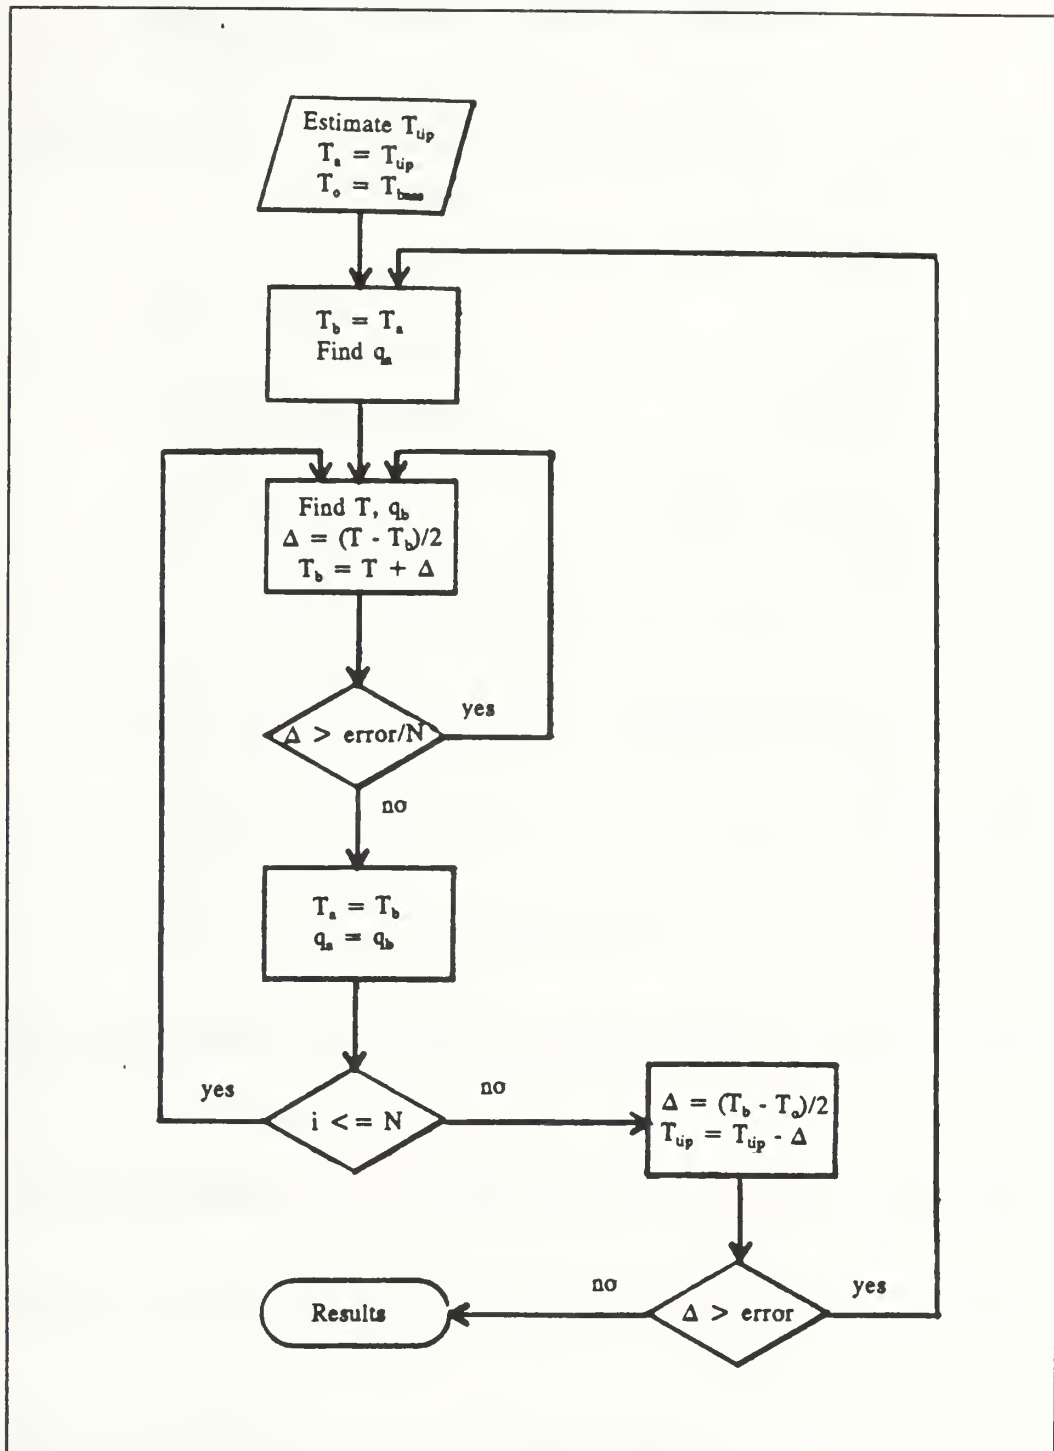 Estimate T_tip
T_a = T_tip
T_o = T_base
T_b = T_a
Find q_a
Find T, q_b
Δ = (T - T_b)/2
T_b = T + Δ
Δ > error/N
yes
no
T_a = T_b
q_a = q_b
i <= N
yes
no
Δ = (T_b - T_o)/2
T_tip = T_tip - Δ
Δ > error
no
yes
Results